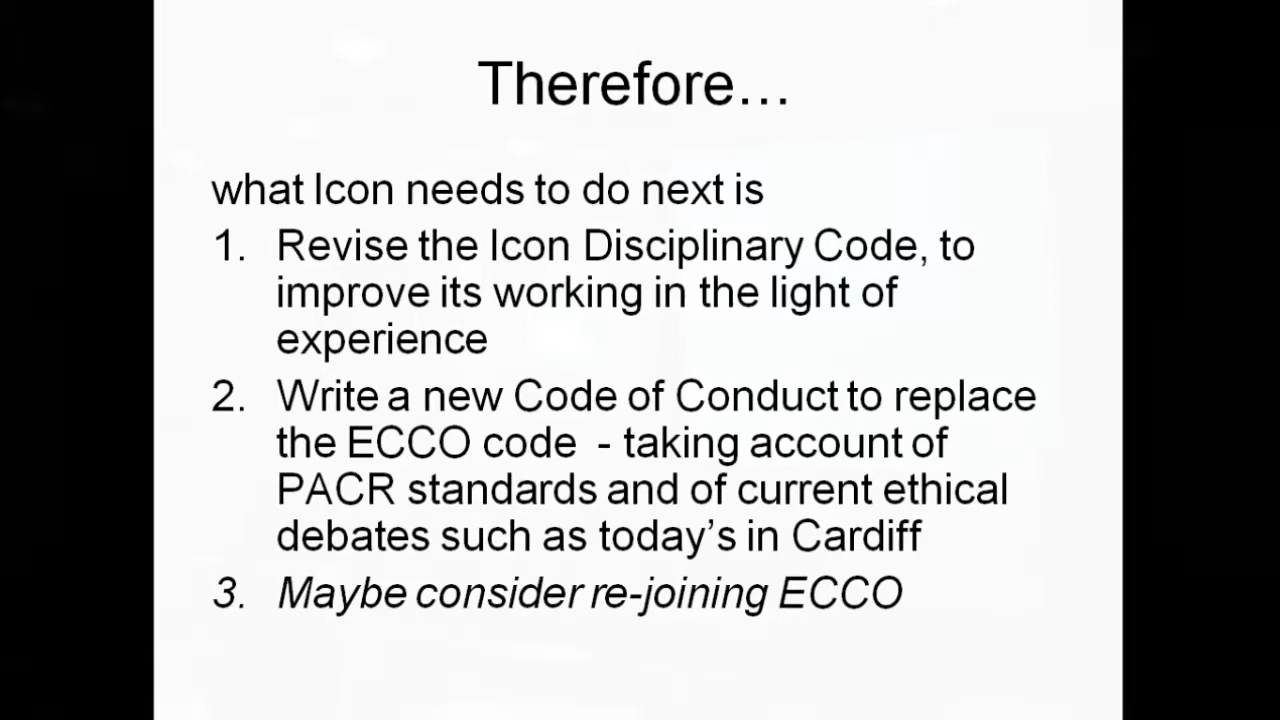 Therefore…
what Icon needs to do next is
1. Revise the Icon Disciplinary Code, to
improve its working in the light of
experience
2. Write a new Code of Conduct to replace
the ECCO code  - taking account of
PACR standards and of current ethical
debates such as today’s in Cardiff
3. Maybe consider re-joining ECCO